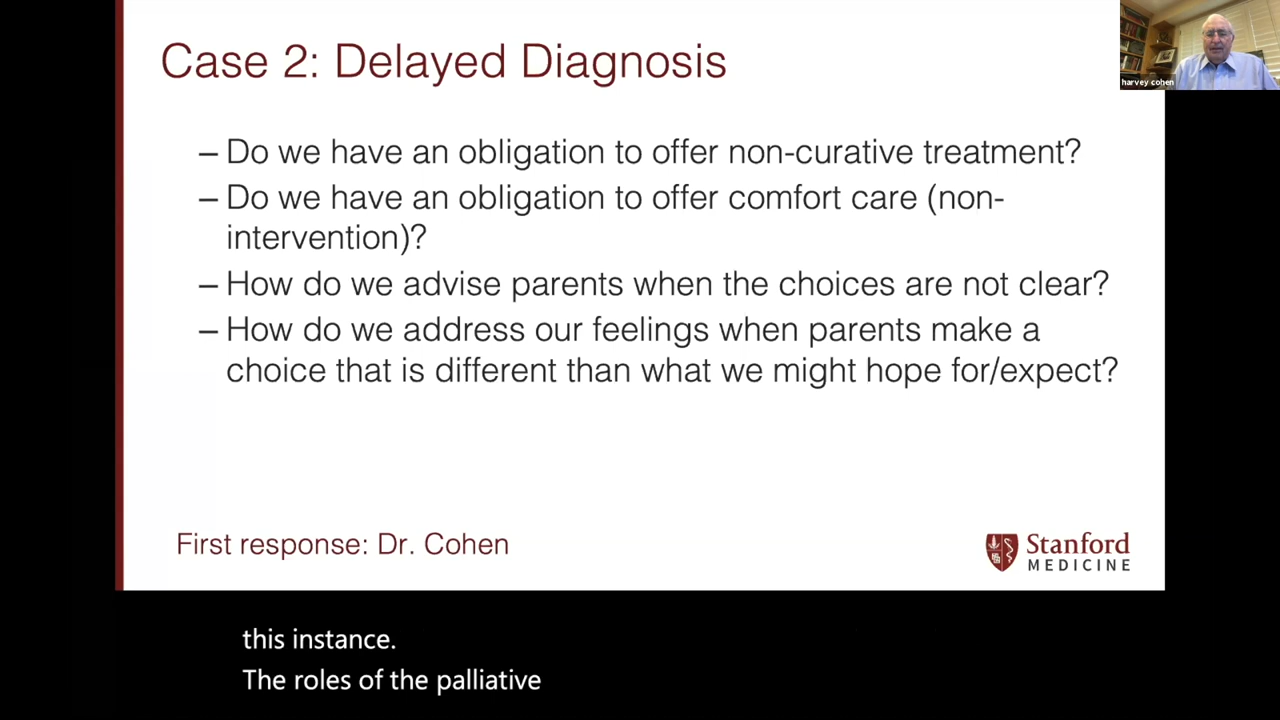 Case 2: Delayed Diagnosis
harvey cohen
– Do we have an obligation to offer non-curative treatment?
– Do we have an obligation to offer comfort care (non-
intervention)?
– How do we advise parents when the choices are not clear?
– How do we address our feelings when parents make a
choice that is different than what we might hope for/expect?
First response: Dr. Cohen
Stanford
MEDICINE
this instance.
The roles of the palliative